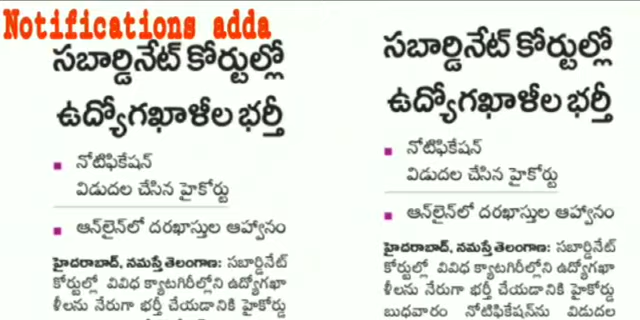 Notifications adda
సబార్డినేట్ కోర్టుల్లో
ఉద్యోగఖాళీల భర్తీ
నోటిఫికేషన్
విడుదల చేసిన హైకోర్టు
ఆన్‌లైన్‌లో దరఖాస్తుల ఆహ్వానం
హైదరాబాద్, నమస్తే తెలంగాణ: సబార్డినేట్
కోర్టుల్లో వివిధ క్యాటగిరీల్లోని ఉద్యోగఖా
ళీలను నేరుగా భర్తీ చేయడానికి హైకోర్టు
సబార్డినేట్ కోర్టుల్లో
ఉద్యోగఖాళీల భర్తీ
నోటిఫికేషన్
విడుదల చేసిన హైకోర్టు
ఆన్‌లైన్‌లో దరఖాస్తుల ఆహ్వానం
హైదరాబాద్, నమస్తే తెలంగాణ: సబార్డినేట్
కోర్టుల్లో వివిధ క్యాటగిరీల్లోని ఉద్యోగఖా
ళీలను నేరుగా భర్తీ చేయడానికి హైకోర్టు
బుధవారం నోటిఫికేషన్‌ను విడుదల